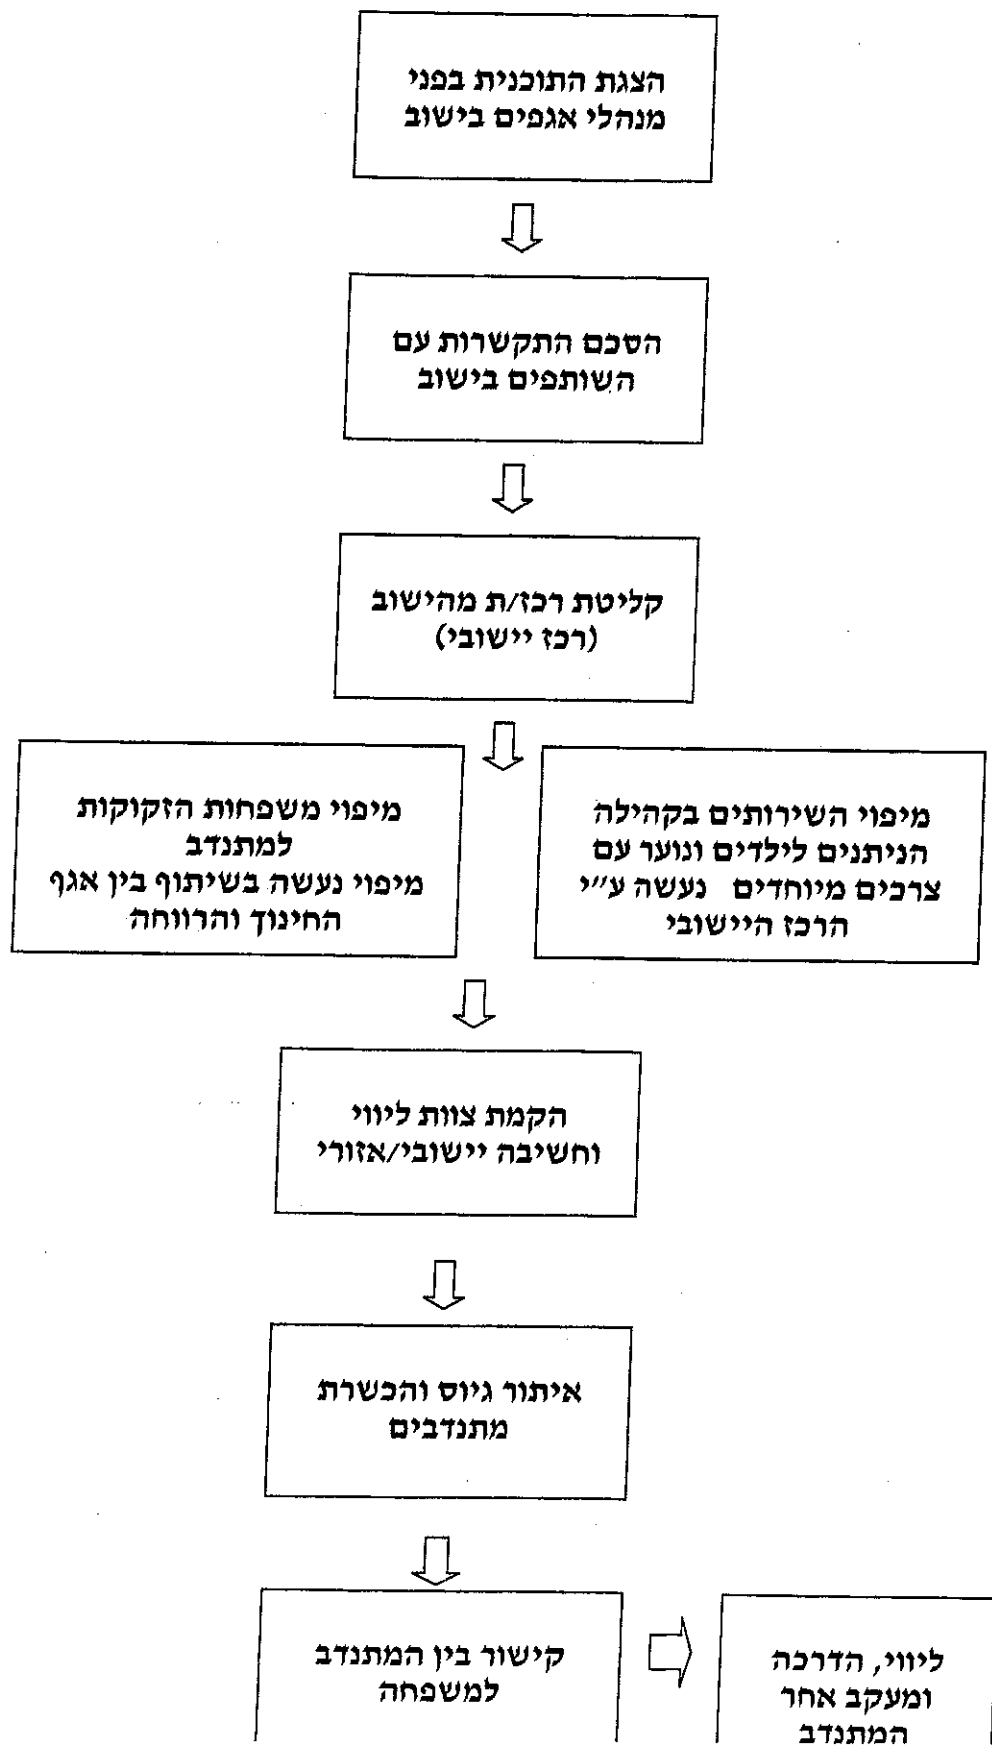 הצגת התוכנית בפני
מנהלי אגפים בישוב
הסכם התקשרות עם
השותפים בישוב
קליטת רכז/ת מהישוב
(רכז יישובי)
מיפוי השירותים בקהילה
הניתנים לילדים ונוער עם
צרכים מיוחדים נעשה ע״י
הרכז היישובי
מיפוי משפחות הזקוקות
למתנדב
מיפוי נעשה בשיתוף בין אגף
החינוך והרווחה
הקמת צוות ליווי
וחשיבה יישובי/אזורי
איתור גיוס והכשרת
מתנדבים
קישור בין המתנדב
למשפחה
ליווי, הדרכה
ומעקב אחר
המתנדב